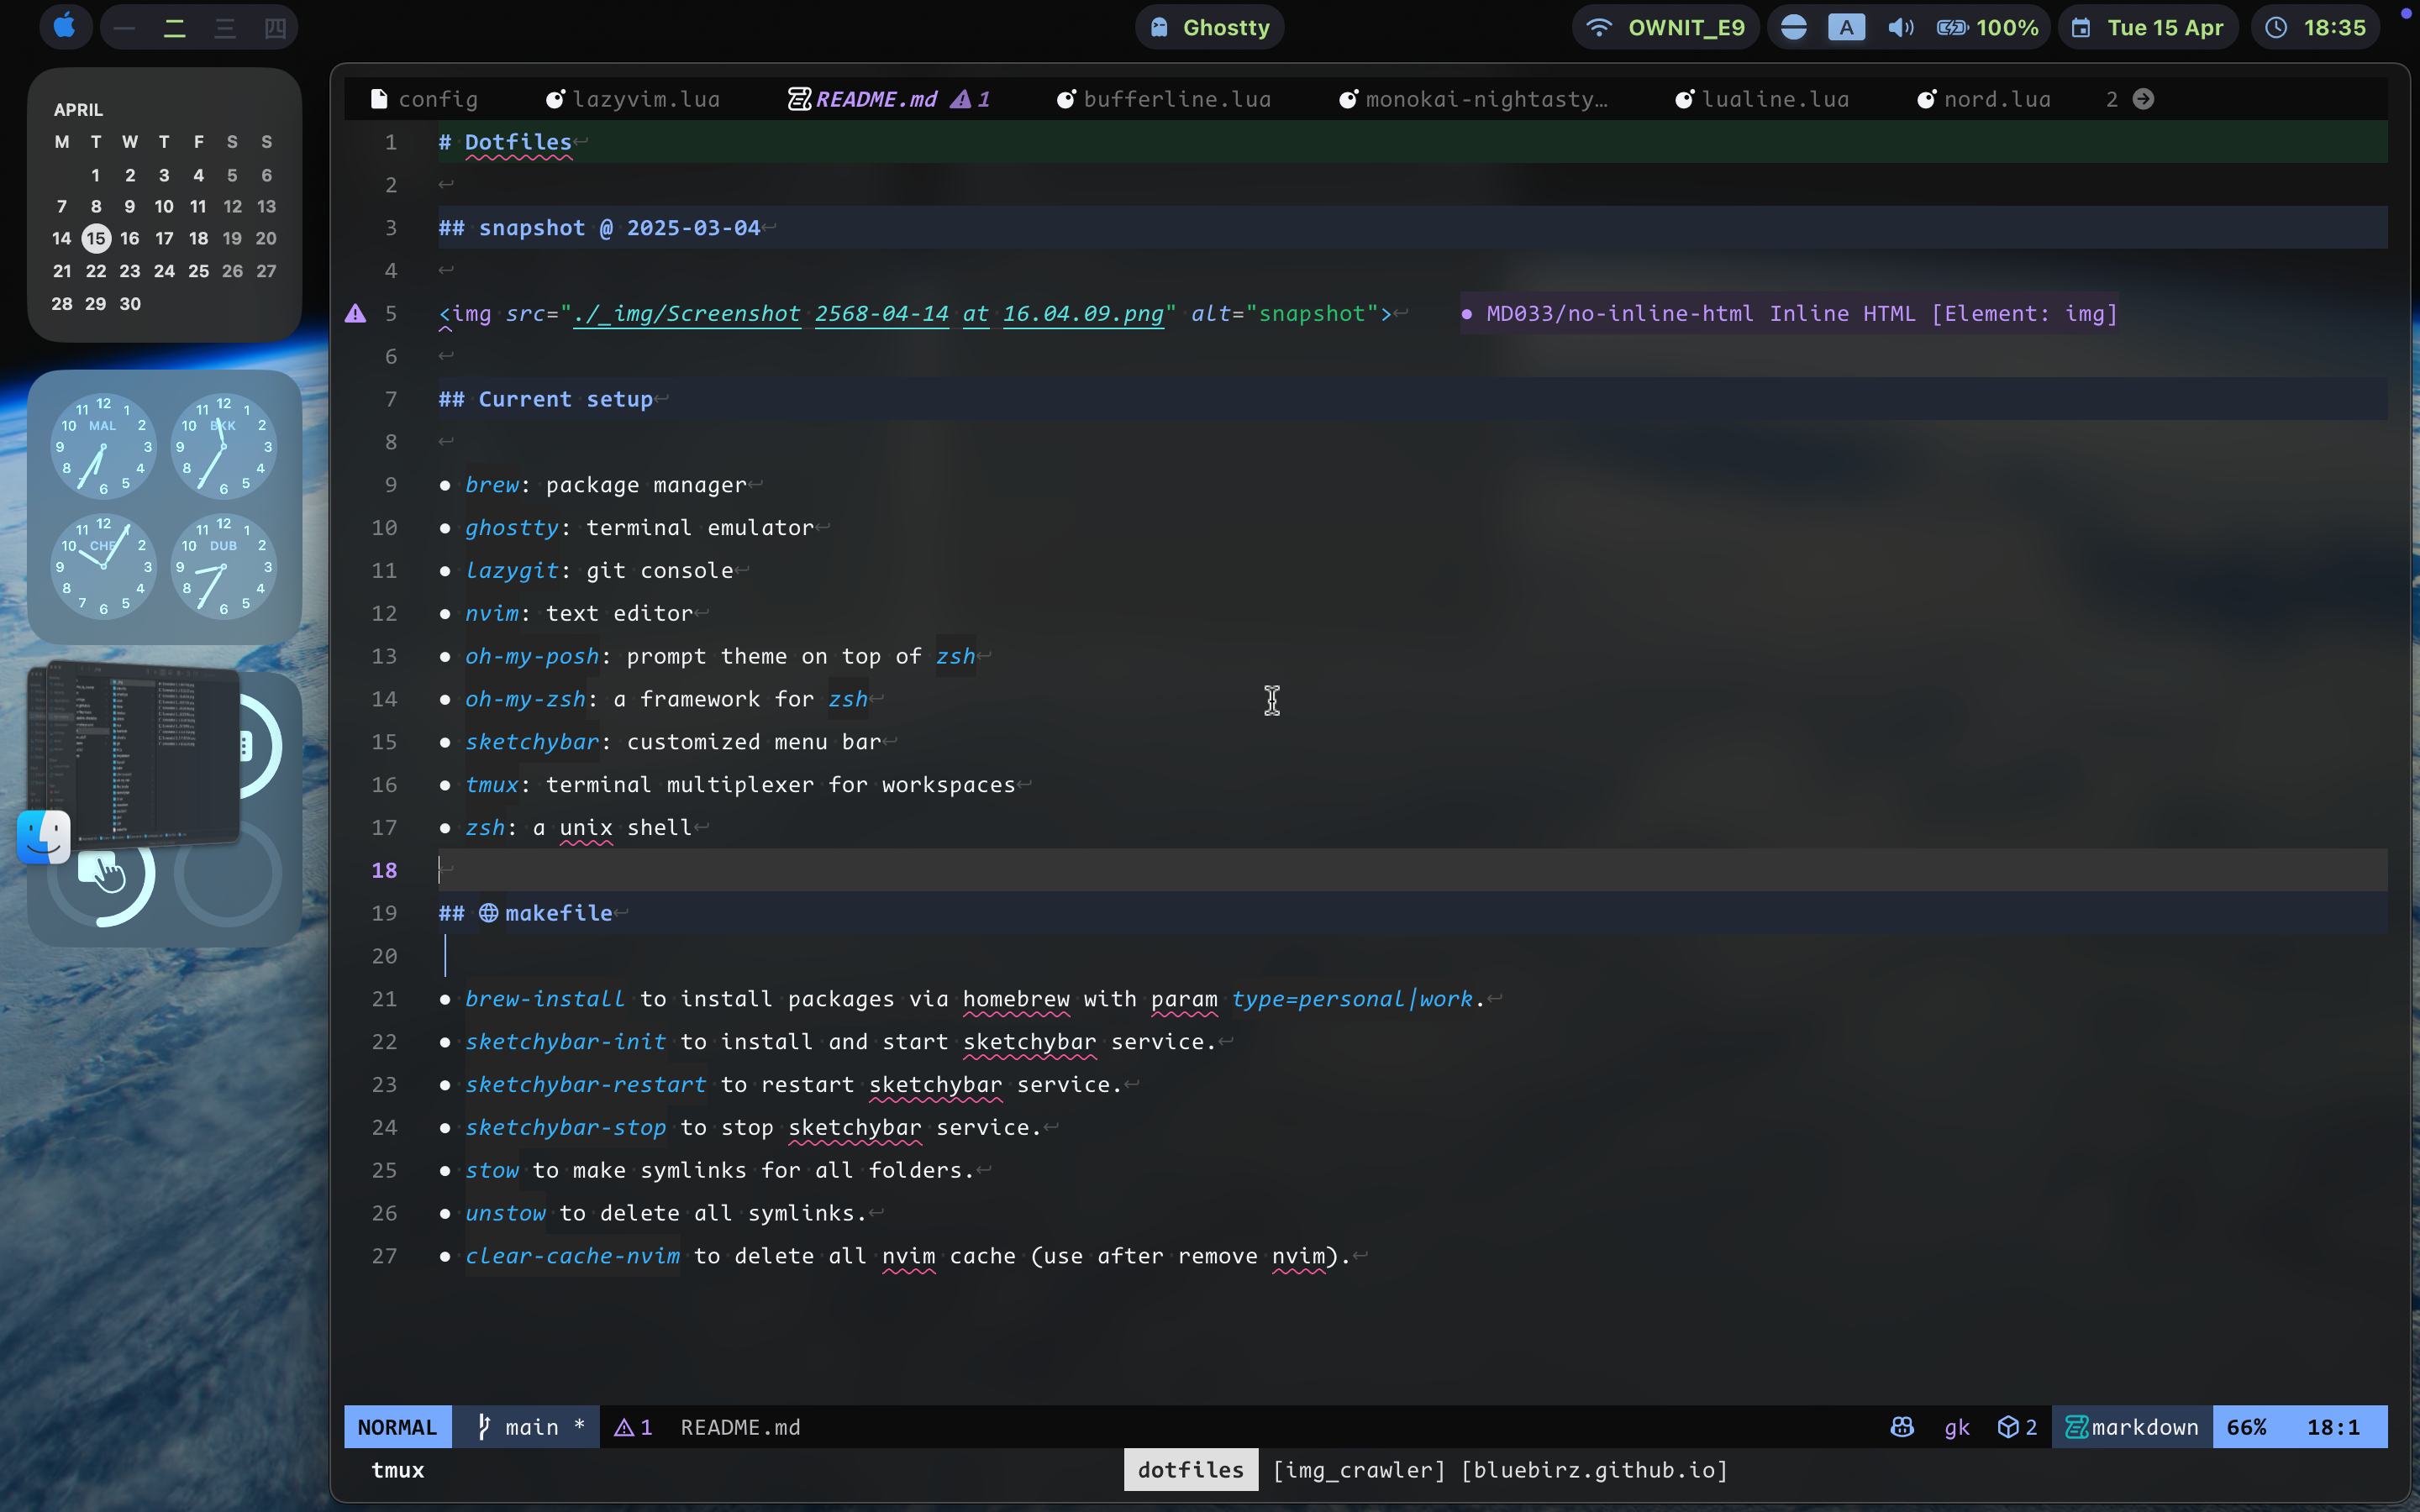 一 二 三 四
Ghostty
OWNIT_E9
A
100%
Tue 15 Apr
18:35
APRIL
M T W T F S S
1 2 3 4 5 6
7 8 9 10 11 12 13
14 15 16 17 18 19 20
21 22 23 24 25 26 27
28 29 30
MAL
BKK
CHE
DUB
config lazyvim.lua README.md 1 bufferline.lua monokai-nightasty… lualine.lua nord.lua 2
1 # Dotfiles
2
3 ## snapshot @ 2025-03-04
4
5 <img src="./_img/Screenshot 2568-04-14 at 16.04.09.png" alt="snapshot"> ● MD033/no-inline-html Inline HTML [Element: img]
6
7 ## Current setup
8
9 ● brew: package manager
10 ● ghostty: terminal emulator
11 ● lazygit: git console
12 ● nvim: text editor
13 ● oh-my-posh: prompt theme on top of zsh
14 ● oh-my-zsh: a framework for zsh
15 ● sketchybar: customized menu bar
16 ● tmux: terminal multiplexer for workspaces
17 ● zsh: a unix shell
18
19 ## makefile
20
21 ● brew-install to install packages via homebrew with param type=personal|work.
22 ● sketchybar-init to install and start sketchybar service.
23 ● sketchybar-restart to restart sketchybar service.
24 ● sketchybar-stop to stop sketchybar service.
25 ● stow to make symlinks for all folders.
26 ● unstow to delete all symlinks.
27 ● clear-cache-nvim to delete all nvim cache (use after remove nvim).
NORMAL main * 1 README.md gk 2 markdown 66% 18:1
tmux dotfiles [img_crawler] [bluebirz.github.io]